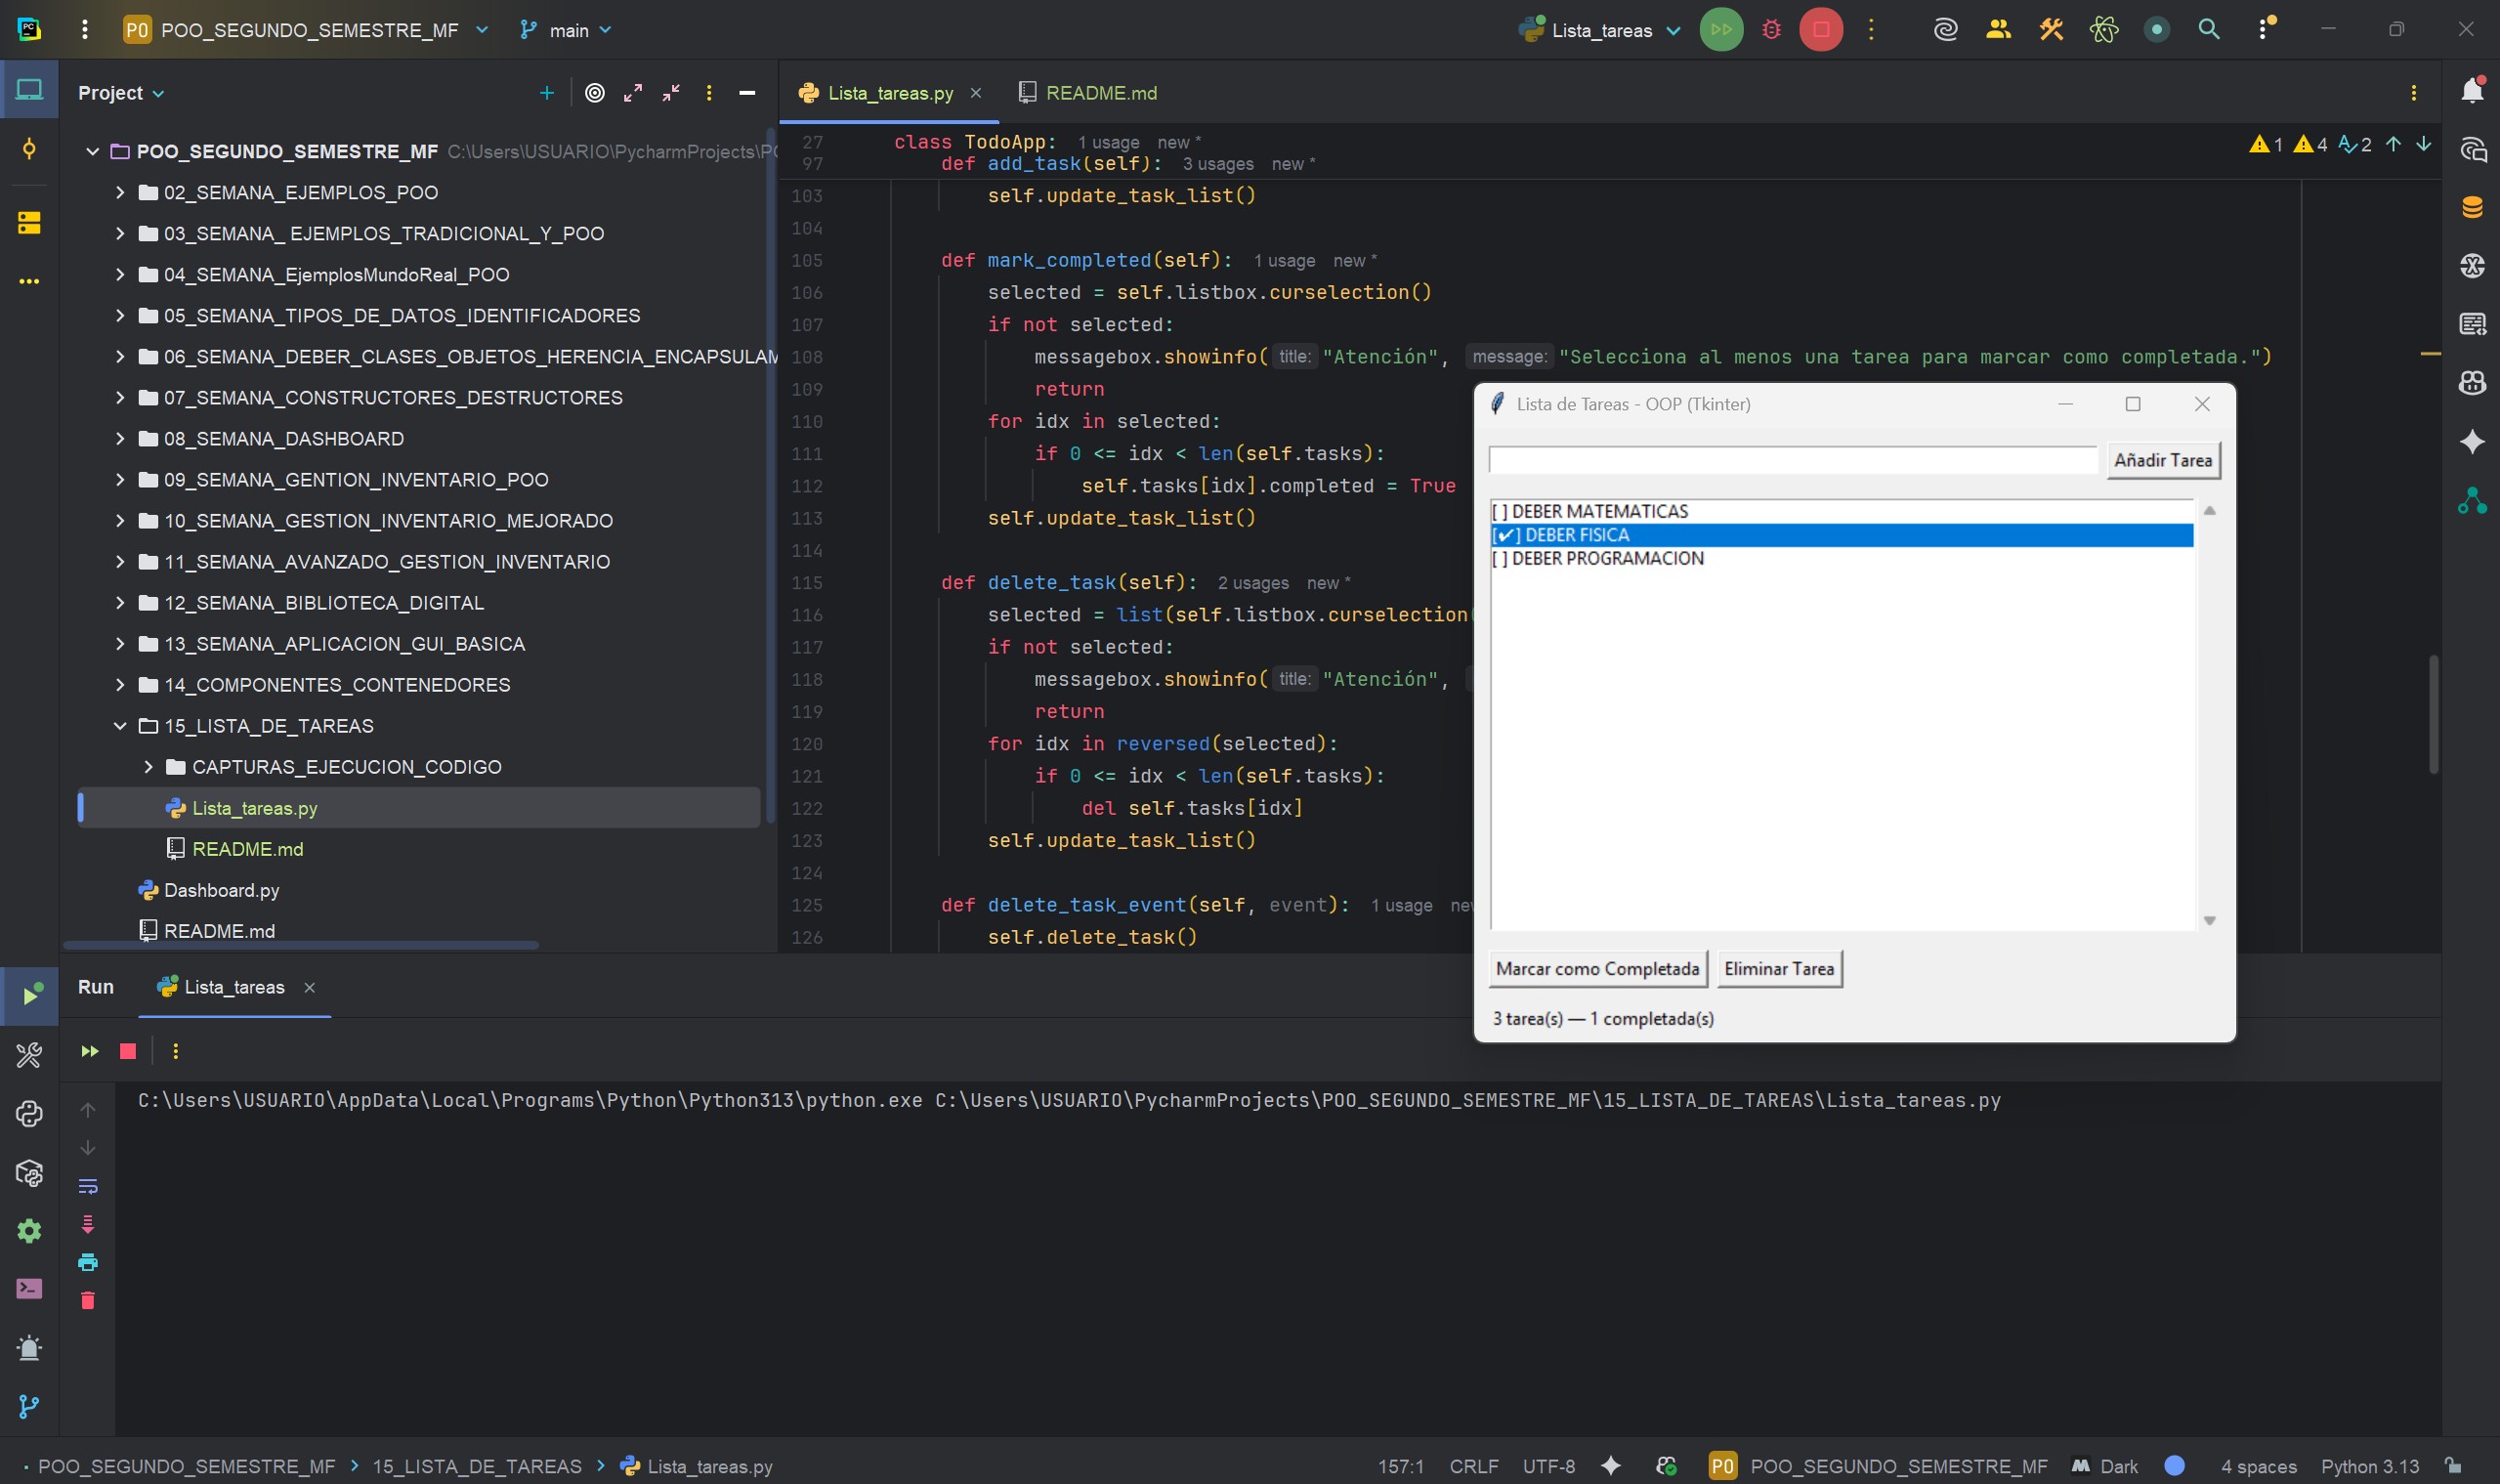 PO POO_SEGUNDO_SEMESTRE_MF main Lista_tareas
Project
POO_SEGUNDO_SEMESTRE_MF C:\Users\USUARIO\PycharmProjects\
02_SEMANA_EJEMPLOS_POO
03_SEMANA_ EJEMPLOS_TRADICIONAL_Y_POO
04_SEMANA_EjemplosMundoReal_POO
05_SEMANA_TIPOS_DE_DATOS_IDENTIFICADORES
06_SEMANA_DEBER_CLASES_OBJETOS_HERENCIA_ENCAPSULAM
07_SEMANA_CONSTRUCTORES_DESTRUCTORES
08_SEMANA_DASHBOARD
09_SEMANA_GENTION_INVENTARIO_POO
10_SEMANA_GESTION_INVENTARIO_MEJORADO
11_SEMANA_AVANZADO_GESTION_INVENTARIO
12_SEMANA_BIBLIOTECA_DIGITAL
13_SEMANA_APLICACION_GUI_BASICA
14_COMPONENTES_CONTENEDORES
15_LISTA_DE_TAREAS
CAPTURAS_EJECUCION_CODIGO
Lista_tareas.py
README.md
Dashboard.py
README.md
Lista_tareas.py README.md
1 4 2
27 class TodoApp: 1 usage new *
97 def add_task(self): 3 usages new *
103 self.update_task_list()
104
105 def mark_completed(self): 1 usage new *
106 selected = self.listbox.curselection()
107 if not selected:
108 messagebox.showinfo( title: "Atención", message: "Selecciona al menos una tarea para marcar como completada.")
109 return
110 for idx in selected:
111 if 0 <= idx < len(self.tasks):
112 self.tasks[idx].completed = True
113 self.update_task_list()
114
115 def delete_task(self): 2 usages new *
116 selected = list(self.listbox.curselection
117 if not selected:
118 messagebox.showinfo( title: "Atención",
119 return
120 for idx in reversed(selected):
121 if 0 <= idx < len(self.tasks):
122 del self.tasks[idx]
123 self.update_task_list()
124
125 def delete_task_event(self, event): 1 usage new
126 self.delete_task()
Lista de Tareas - OOP (Tkinter)
Añadir Tarea
[ ] DEBER MATEMATICAS
[✔] DEBER FISICA
[ ] DEBER PROGRAMACION
Marcar como Completada Eliminar Tarea
3 tarea(s) — 1 completada(s)
Run Lista_tareas
C:\Users\USUARIO\AppData\Local\Programs\Python\Python313\python.exe C:\Users\USUARIO\PycharmProjects\POO_SEGUNDO_SEMESTRE_MF\15_LISTA_DE_TAREAS\Lista_tareas.py
POO_SEGUNDO_SEMESTRE_MF > 15_LISTA_DE_TAREAS > Lista_tareas.py 157:1 CRLF UTF-8 PO POO_SEGUNDO_SEMESTRE_MF Dark 4 spaces Python 3.13